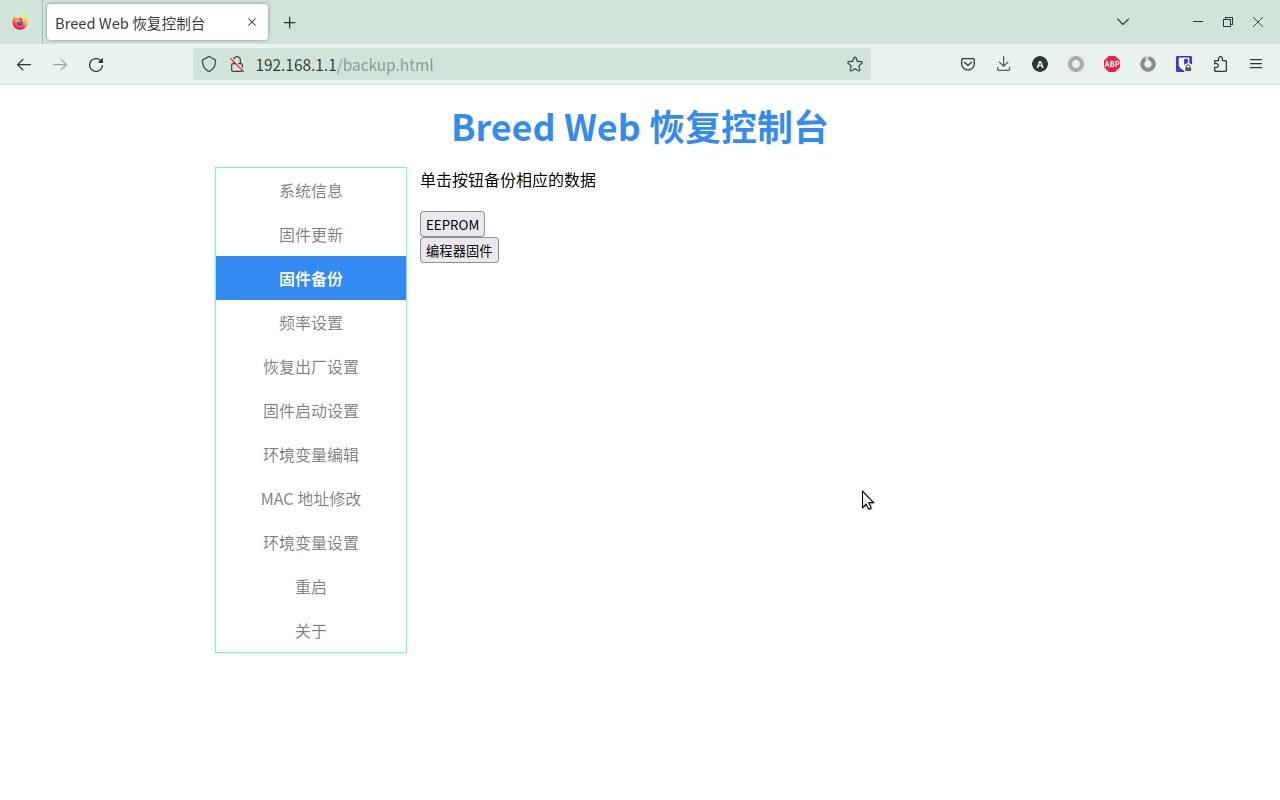 Breed Web 恢复控制台
192.168.1.1/backup.html
A
ABP
Breed Web 恢复控制台
系统信息
固件更新
固件备份
频率设置
恢复出厂设置
固件启动设置
环境变量编辑
MAC 地址修改
环境变量设置
重启
关于
单击按钮备份相应的数据
EEPROM
编程器固件